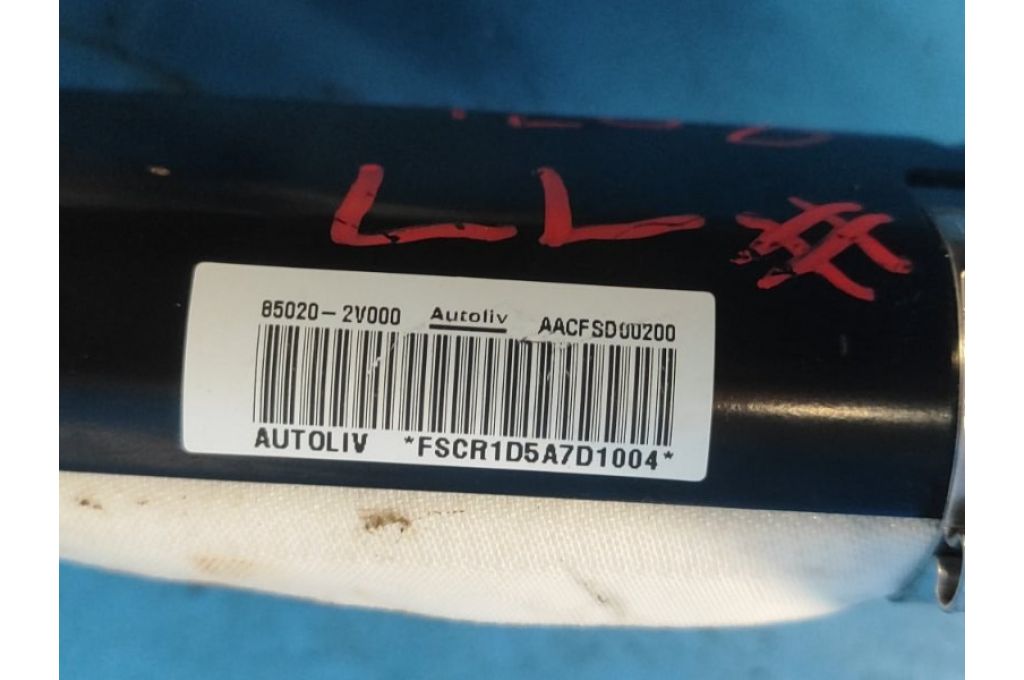 LL#
85020-2V000 Autoliv AACFSD00200
AUTOLIV *FSCR1D5A7D1004*